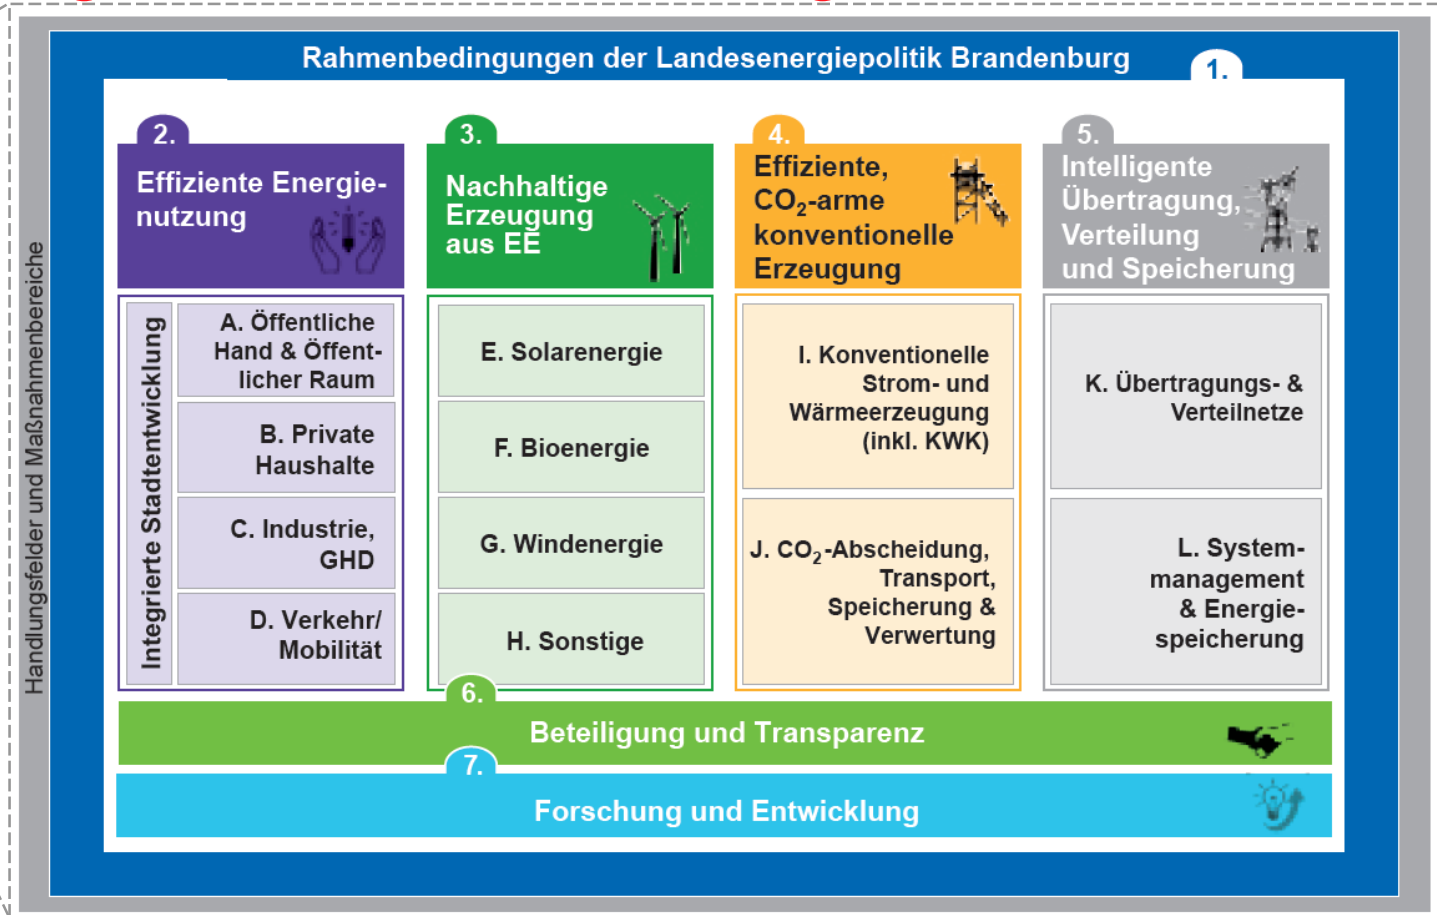 Rahmenbedingungen der Landesenergiepolitik Brandenburg
1.
Handlungsfelder und Maßnahmenbereiche
2.
Effiziente Energie-
nutzung
Integrierte Stadtentwicklung
A. Öffentliche
Hand & Öffent-
licher Raum
B. Private
Haushalte
C. Industrie,
GHD
D. Verkehr/
Mobilität
3.
Nachhaltige
Erzeugung
aus EE
E. Solarenergie
F. Bioenergie
G. Windenergie
H. Sonstige
4.
Effiziente,
CO₂-arme
konventionelle
Erzeugung
I. Konventionelle
Strom- und
Wärmeerzeugung
(inkl. KWK)
J. CO₂-Abscheidung,
Transport,
Speicherung &
Verwertung
5.
Intelligente
Übertragung,
Verteilung
und Speicherung
K. Übertragungs- &
Verteilnetze
L. System-
management
& Energie-
speicherung
6.
Beteiligung und Transparenz
7.
Forschung und Entwicklung